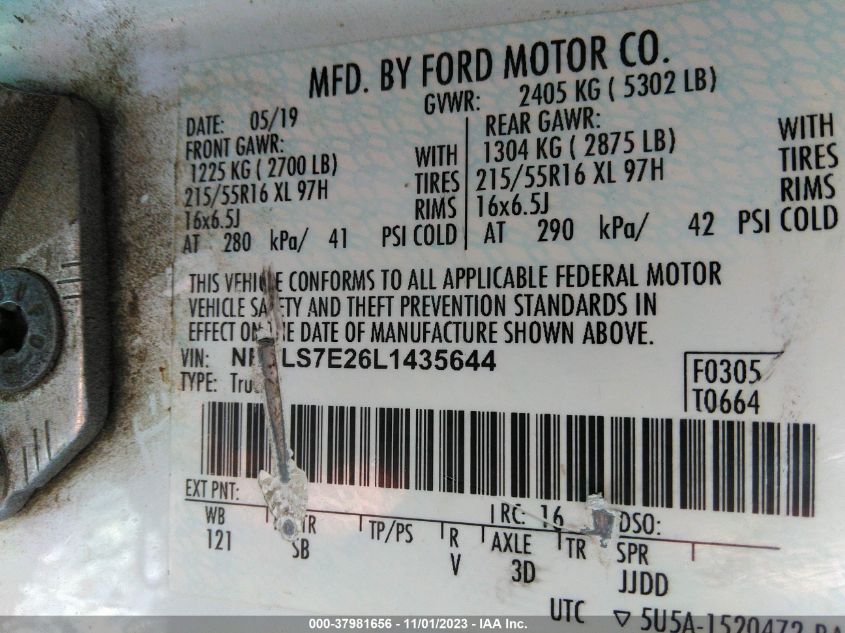 MFD. BY FORD MOTOR CO.
DATE: 05/19 GVWR: 2405 KG ( 5302 LB)
FRONT GAWR: REAR GAWR:
1225 KG ( 2700 LB) WITH 1304 KG ( 2875 LB) WITH
215/55R16 XL 97H TIRES 215/55R16 XL 97H TIRES
16x6.5J RIMS 16x6.5J RIMS
AT 280 kPa/ 41 PSI COLD AT 290 kPa/ 42 PSI COLD
THIS VEHICLE CONFORMS TO ALL APPLICABLE FEDERAL MOTOR
VEHICLE SAFETY AND THEFT PREVENTION STANDARDS IN
EFFECT ON THE DATE OF MANUFACTURE SHOWN ABOVE.
VIN: LS7E26L1435644 F0305
TYPE: T0664
EXT PNT: RC: 16 DSO:
WB TP/PS R AXLE TR SPR
121 SB V 3D JJDD
UTC ▽ 5U5A-1520472
000-37981656 - 11/01/2023 - IAA Inc.